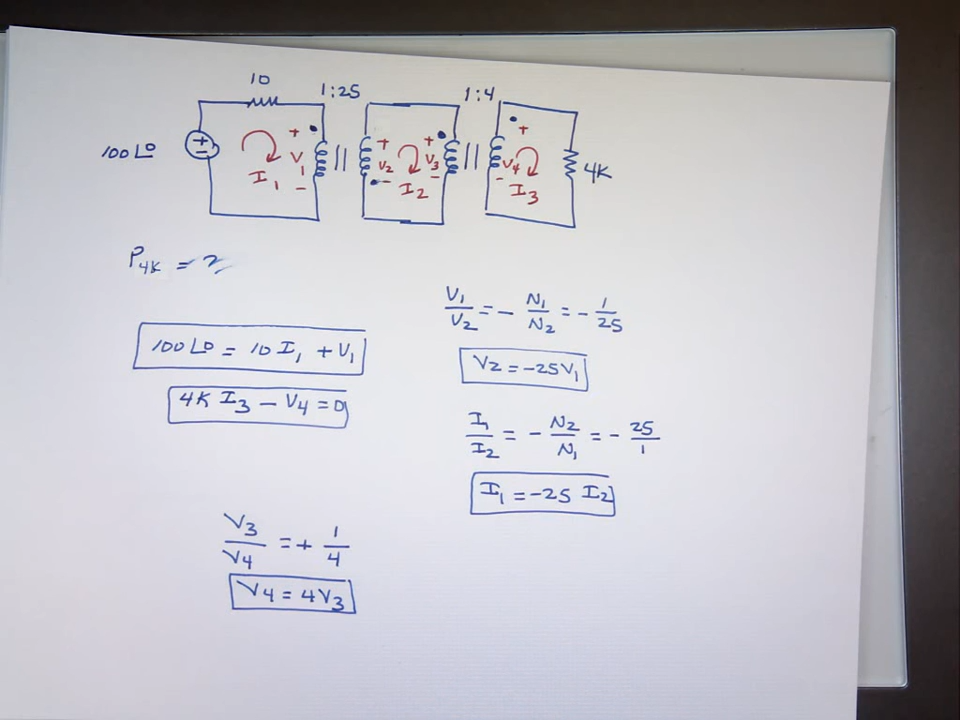 10
1:25
1:4
100∠0
+
-
+
V1
-
I1
+
V2
-
I2
+
V3
-
+
V4
-
I3
4K
P4K = ?
100∠0 = 10 I1 + V1
4K I3 - V4 = 0
V1/V2 = - N1/N2 = - 1/25
V2 = -25V1
I1/I2 = - N2/N1 = - 25/1
I1 = -25 I2
V3/V4 = + 1/4
V4 = 4V3